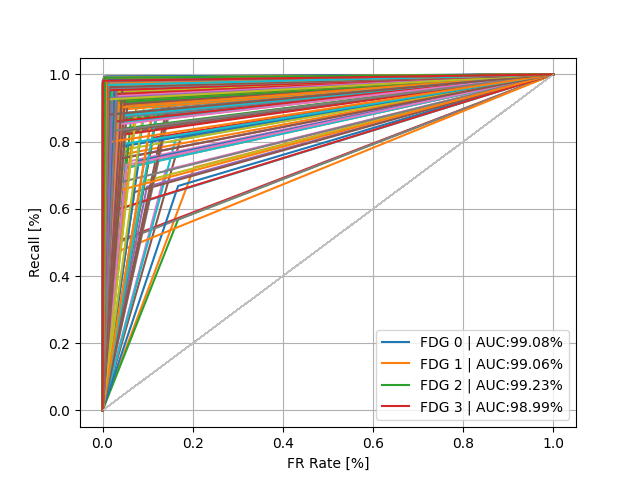 1.0
0.8
0.6
0.4
0.2
0.0
Recall [%]
0.0 0.2 0.4 0.6 0.8 1.0
FR Rate [%]
FDG 0 | AUC:99.08%
FDG 1 | AUC:99.06%
FDG 2 | AUC:99.23%
FDG 3 | AUC:98.99%